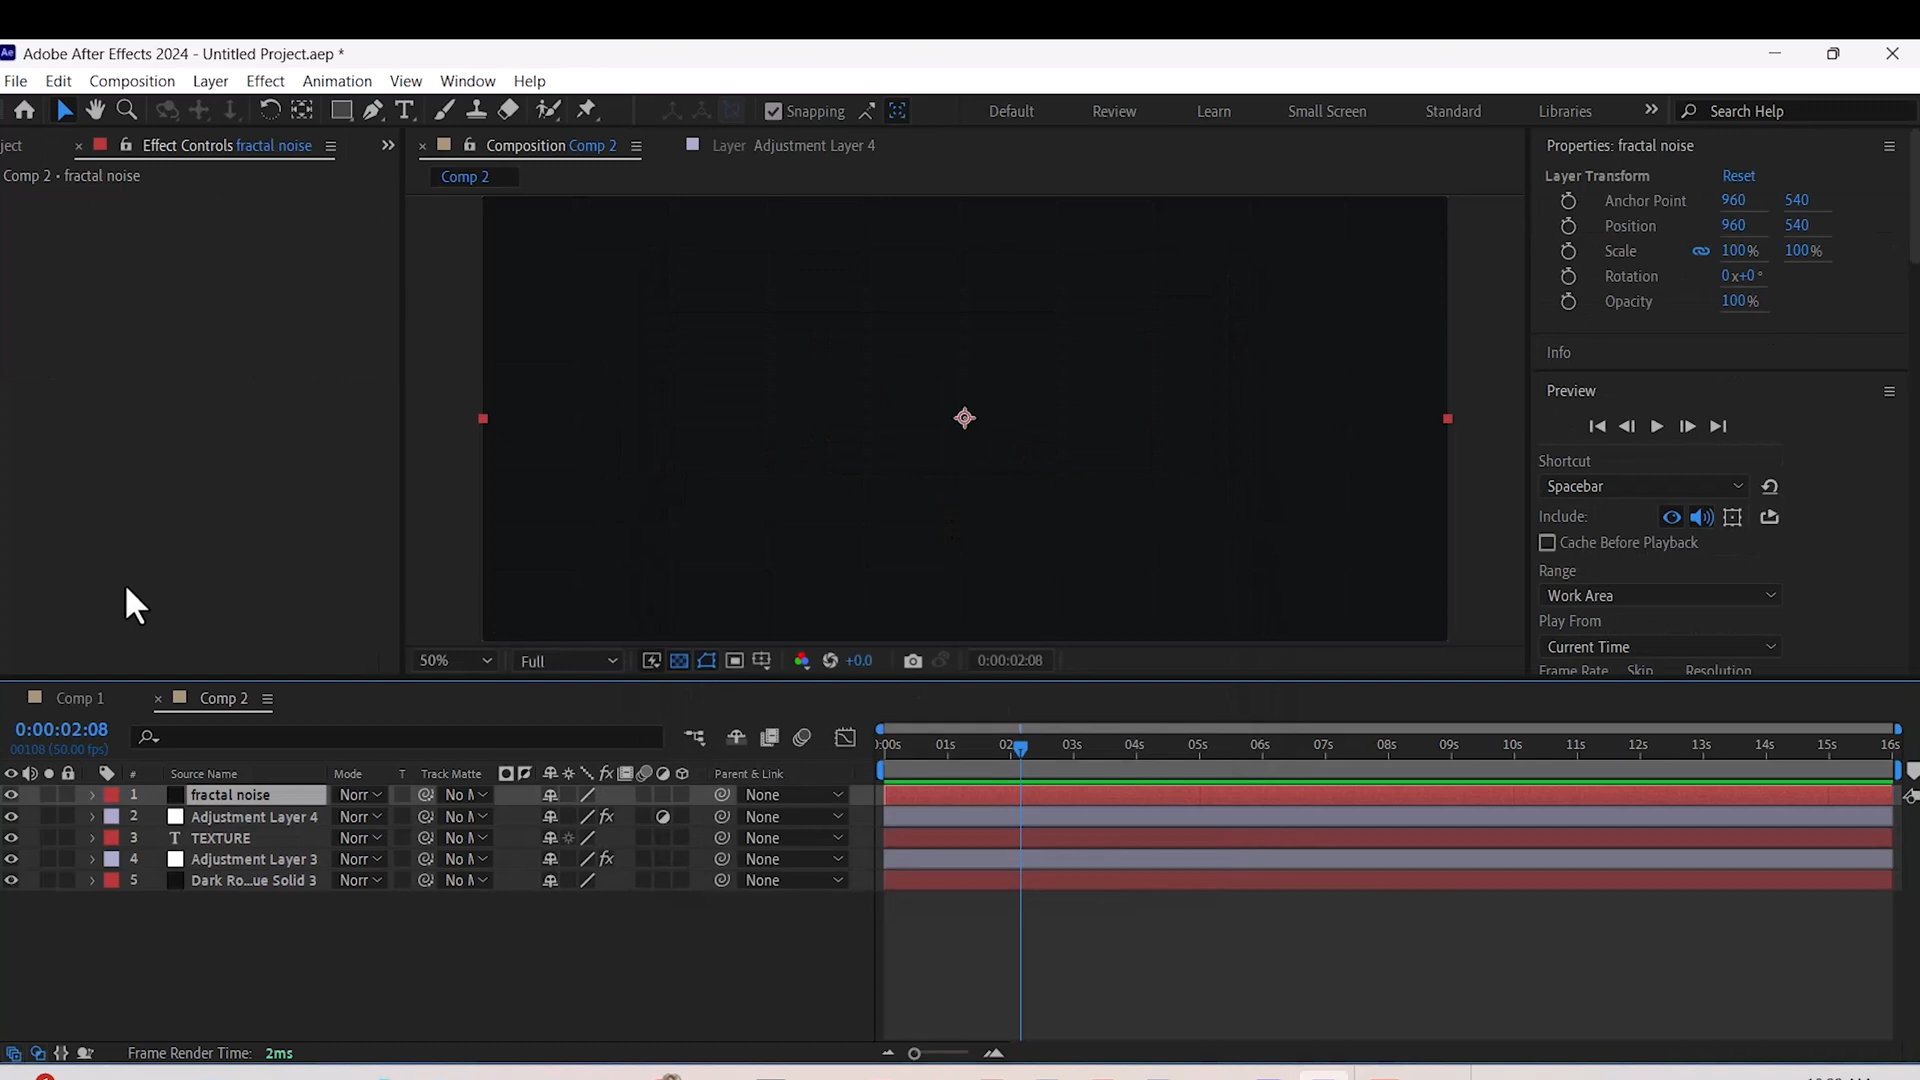 Ae Adobe After Effects 2024 - Untitled Project.aep *
File Edit Composition Layer Effect Animation View Window Help
Snapping Default Review Learn Small Screen Standard Libraries Search Help
ject Effect Controls fractal noise Composition Comp 2 Layer Adjustment Layer 4 Properties: fractal noise
Comp 2 • fractal noise Comp 2 Layer Transform Reset
Anchor Point 960 540
Position 960 540
Scale 100% 100%
Rotation 0x+0°
Opacity 100%
Info
Preview
Shortcut
Spacebar
Include:
Cache Before Playback
Range
Work Area
Play From
Current Time
Frame Rate Skip Resolution
50% Full +0.0 0:00:02:08
Comp 1 Comp 2
0:00:02:08
00108 (50.00 fps)
:00s 01s 02 03s 04s 05s 06s 07s 08s 09s 10s 11s 12s 13s 14s 15s 16s
# Source Name Mode T Track Matte fx Parent & Link
1 fractal noise Norr No M None
2 Adjustment Layer 4 Norr No M fx None
3 T TEXTURE Norr No M None
4 Adjustment Layer 3 Norr No M fx None
5 Dark Ro...ue Solid 3 Norr No M None
Frame Render Time: 2ms